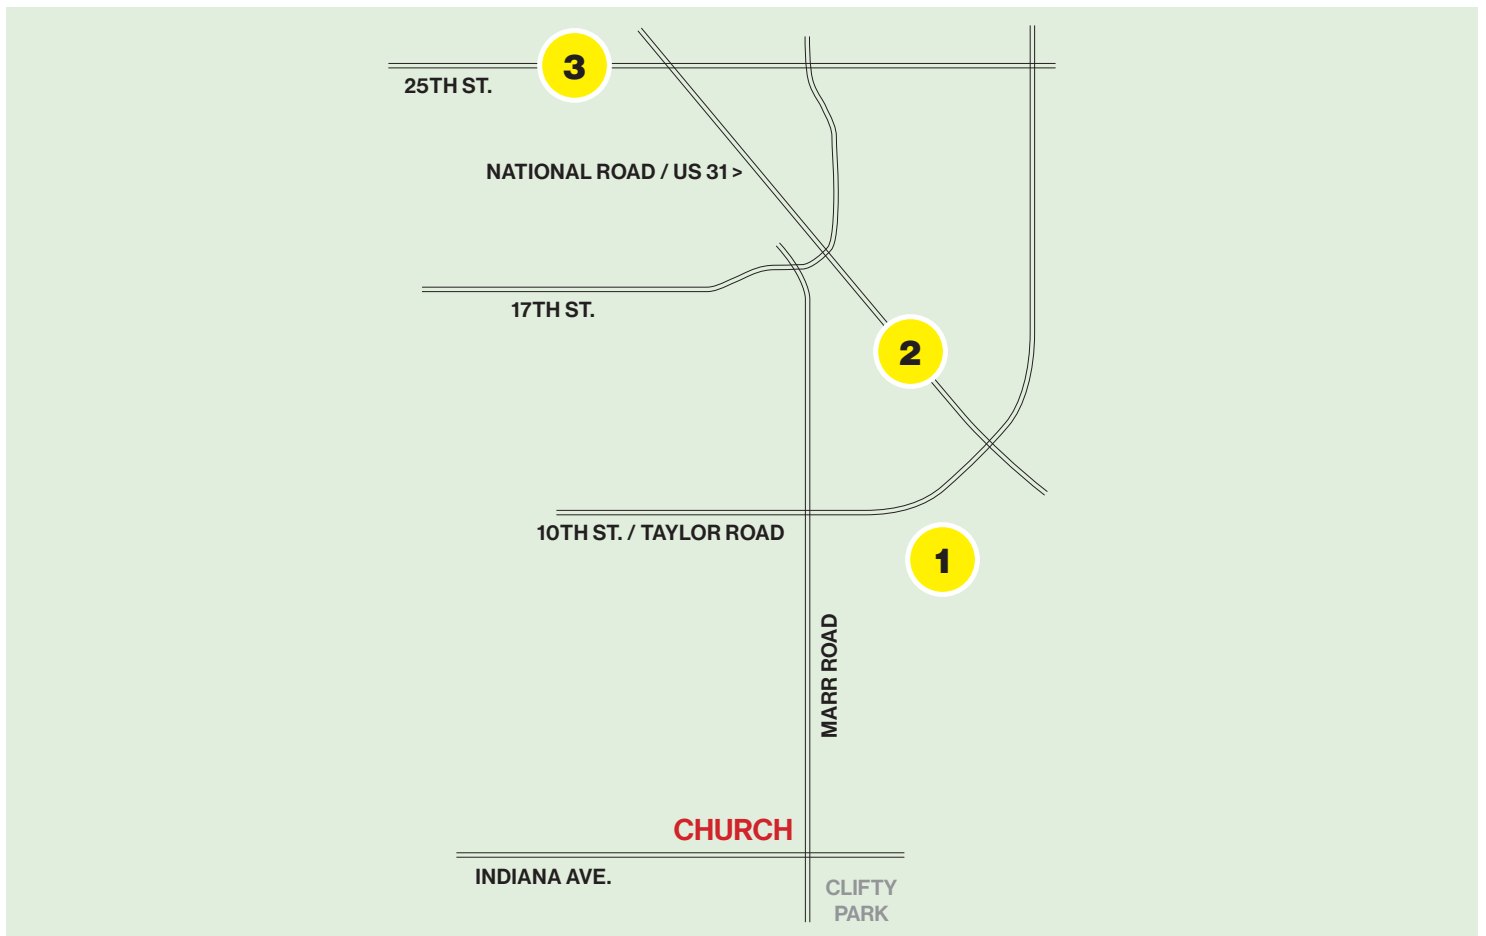 3
25TH ST.
NATIONAL ROAD / US 31 >
17TH ST.
2
10TH ST. / TAYLOR ROAD
1
MARR ROAD
CHURCH
INDIANA AVE.
CLIFTY
PARK